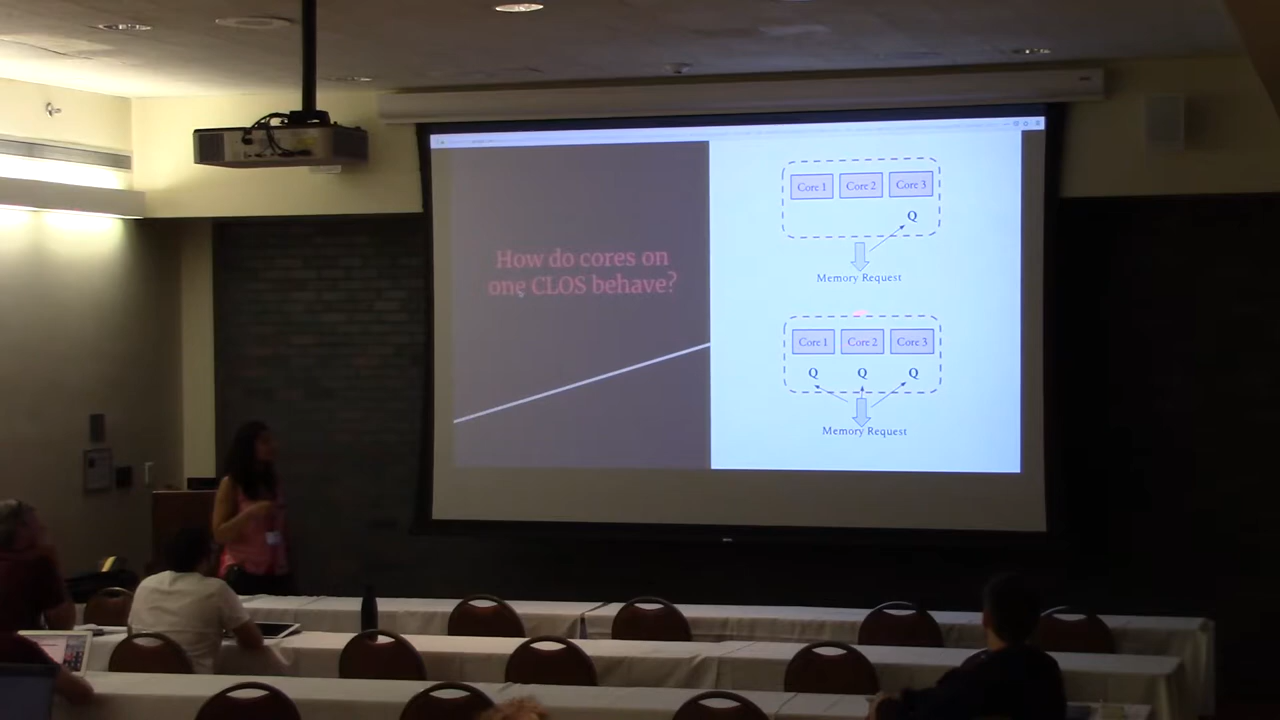 How do cores on
one CLOS behave?
Core 1 Core 2 Core 3
Q
Memory Request
Core 1 Core 2 Core 3
Q Q Q
Memory Request